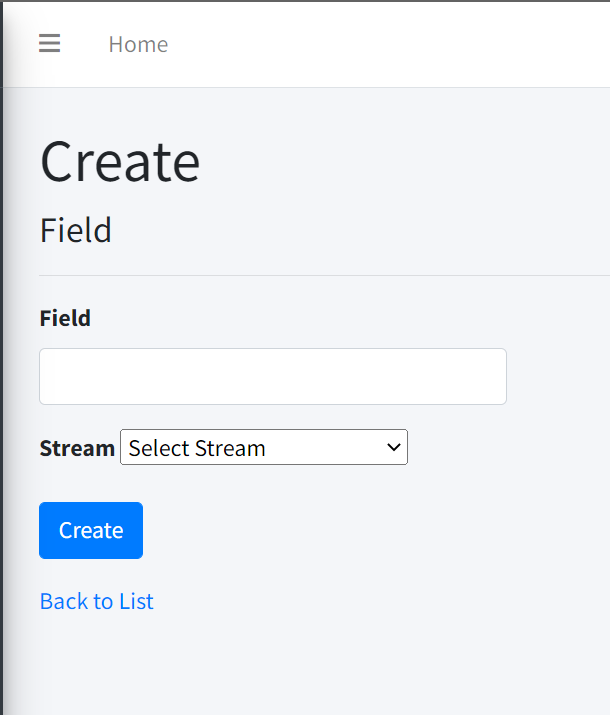 Home
Create
Field
Field
Stream Select Stream
Create
Back to List